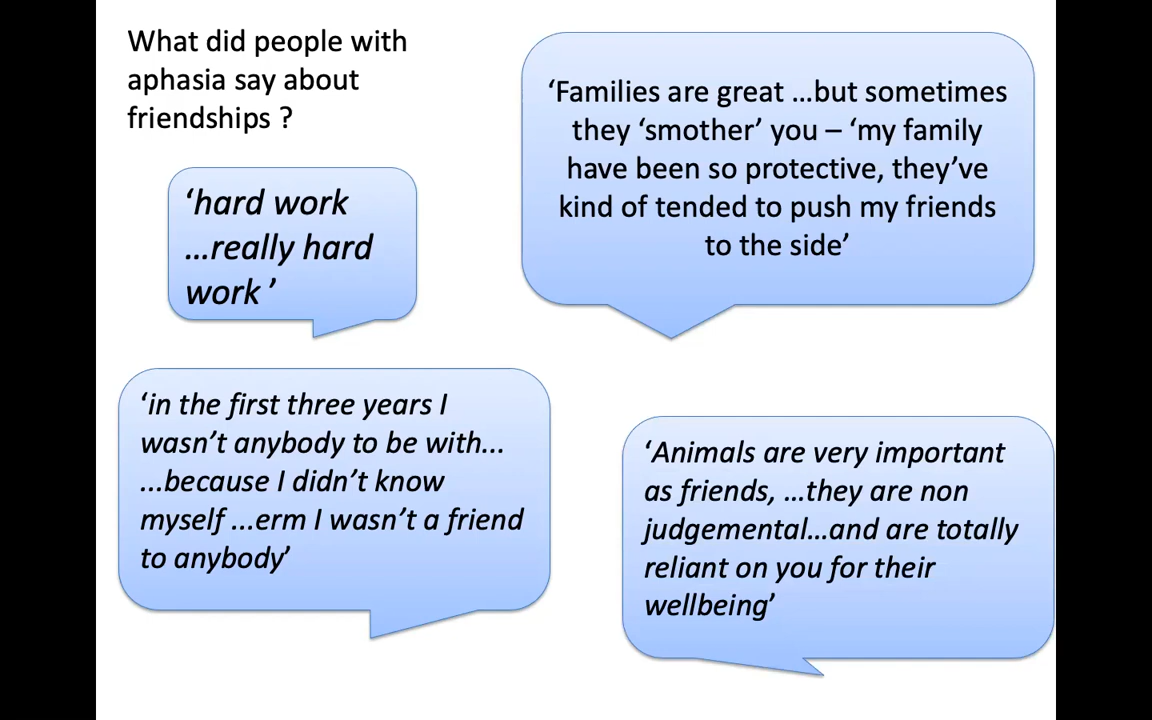 What did people with
aphasia say about
friendships ?
‘Families are great …but sometimes
they ‘smother’ you – ‘my family
have been so protective, they’ve
kind of tended to push my friends
to the side’
‘hard work
…really hard
work ’
‘in the first three years I
wasn’t anybody to be with...
...because I didn’t know
myself ...erm I wasn’t a friend
to anybody’
‘Animals are very important
as friends, …they are non
judgemental…and are totally
reliant on you for their
wellbeing’